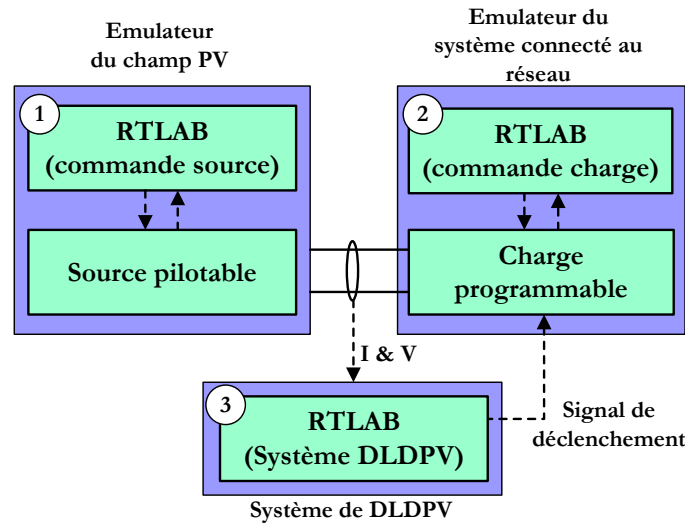 Emulateur
du champ PV
Emulateur du
système connecté au
réseau
1
RTLAB
(commande source)
Source pilotable
2
RTLAB
(commande charge)
Charge
programmable
I & V
3
RTLAB
(Système DLDPV)
Signal de
déclenchement
Système de DLDPV